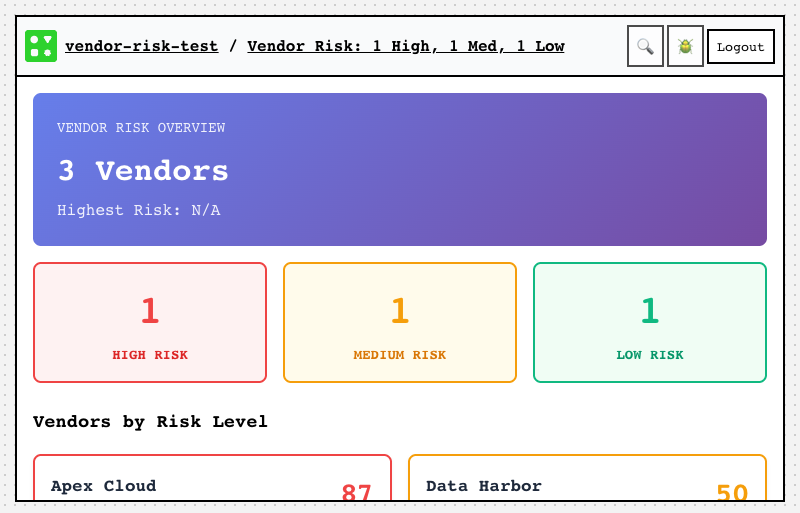 vendor-risk-test / Vendor Risk: 1 High, 1 Med, 1 Low
Logout
VENDOR RISK OVERVIEW
3 Vendors
Highest Risk: N/A
1
HIGH RISK
1
MEDIUM RISK
1
LOW RISK
Vendors by Risk Level
Apex Cloud
87
Data Harbor
50